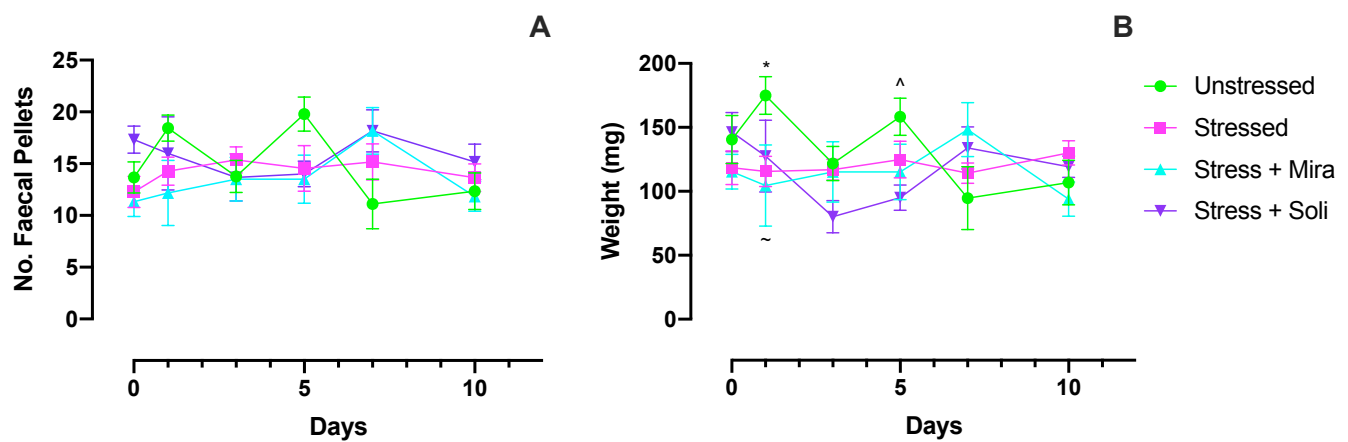 A
25
20
15
10
5
0
No. Faecal Pellets
0 5 10
Days
B
200
150
100
50
0
Weight (mg)
* ^
~
0 5 10
Days
Unstressed
Stressed
Stress + Mira
Stress + Soli